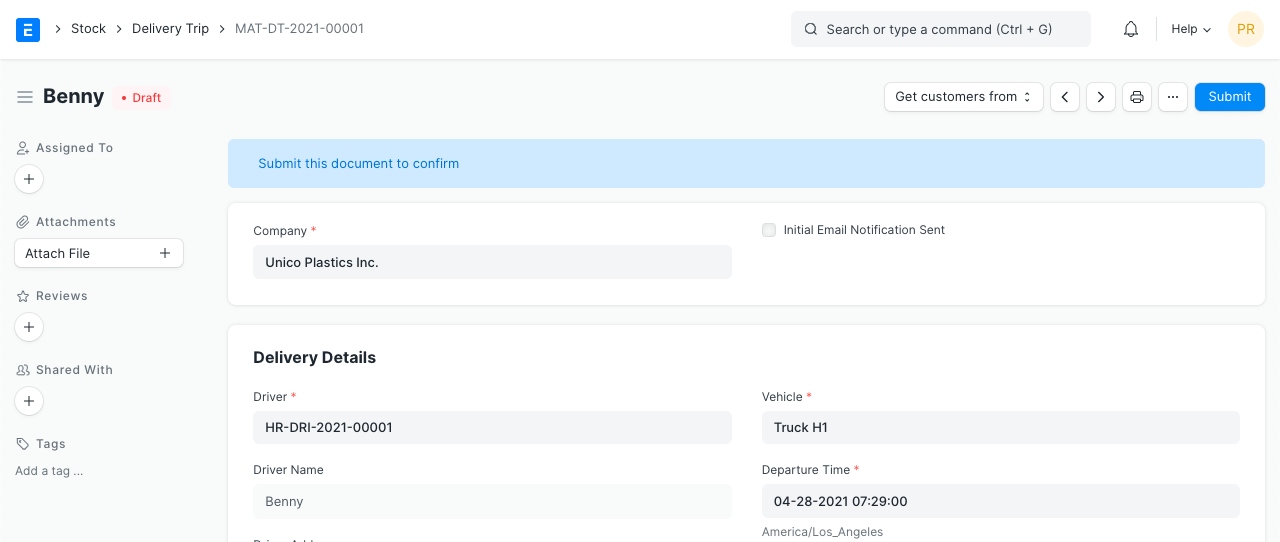 E
Stock
Delivery Trip
MAT-DT-2021-00001
Search or type a command (Ctrl + G)
Help
PR
Benny
Draft
Get customers from
Submit
Assigned To
Attachments
Attach File
Reviews
Shared With
Tags
Add a tag ...
Submit this document to confirm
Company *
Unico Plastics Inc.
Initial Email Notification Sent
Delivery Details
Driver *
HR-DRI-2021-00001
Vehicle *
Truck H1
Driver Name
Benny
Departure Time *
04-28-2021 07:29:00
America/Los_Angeles